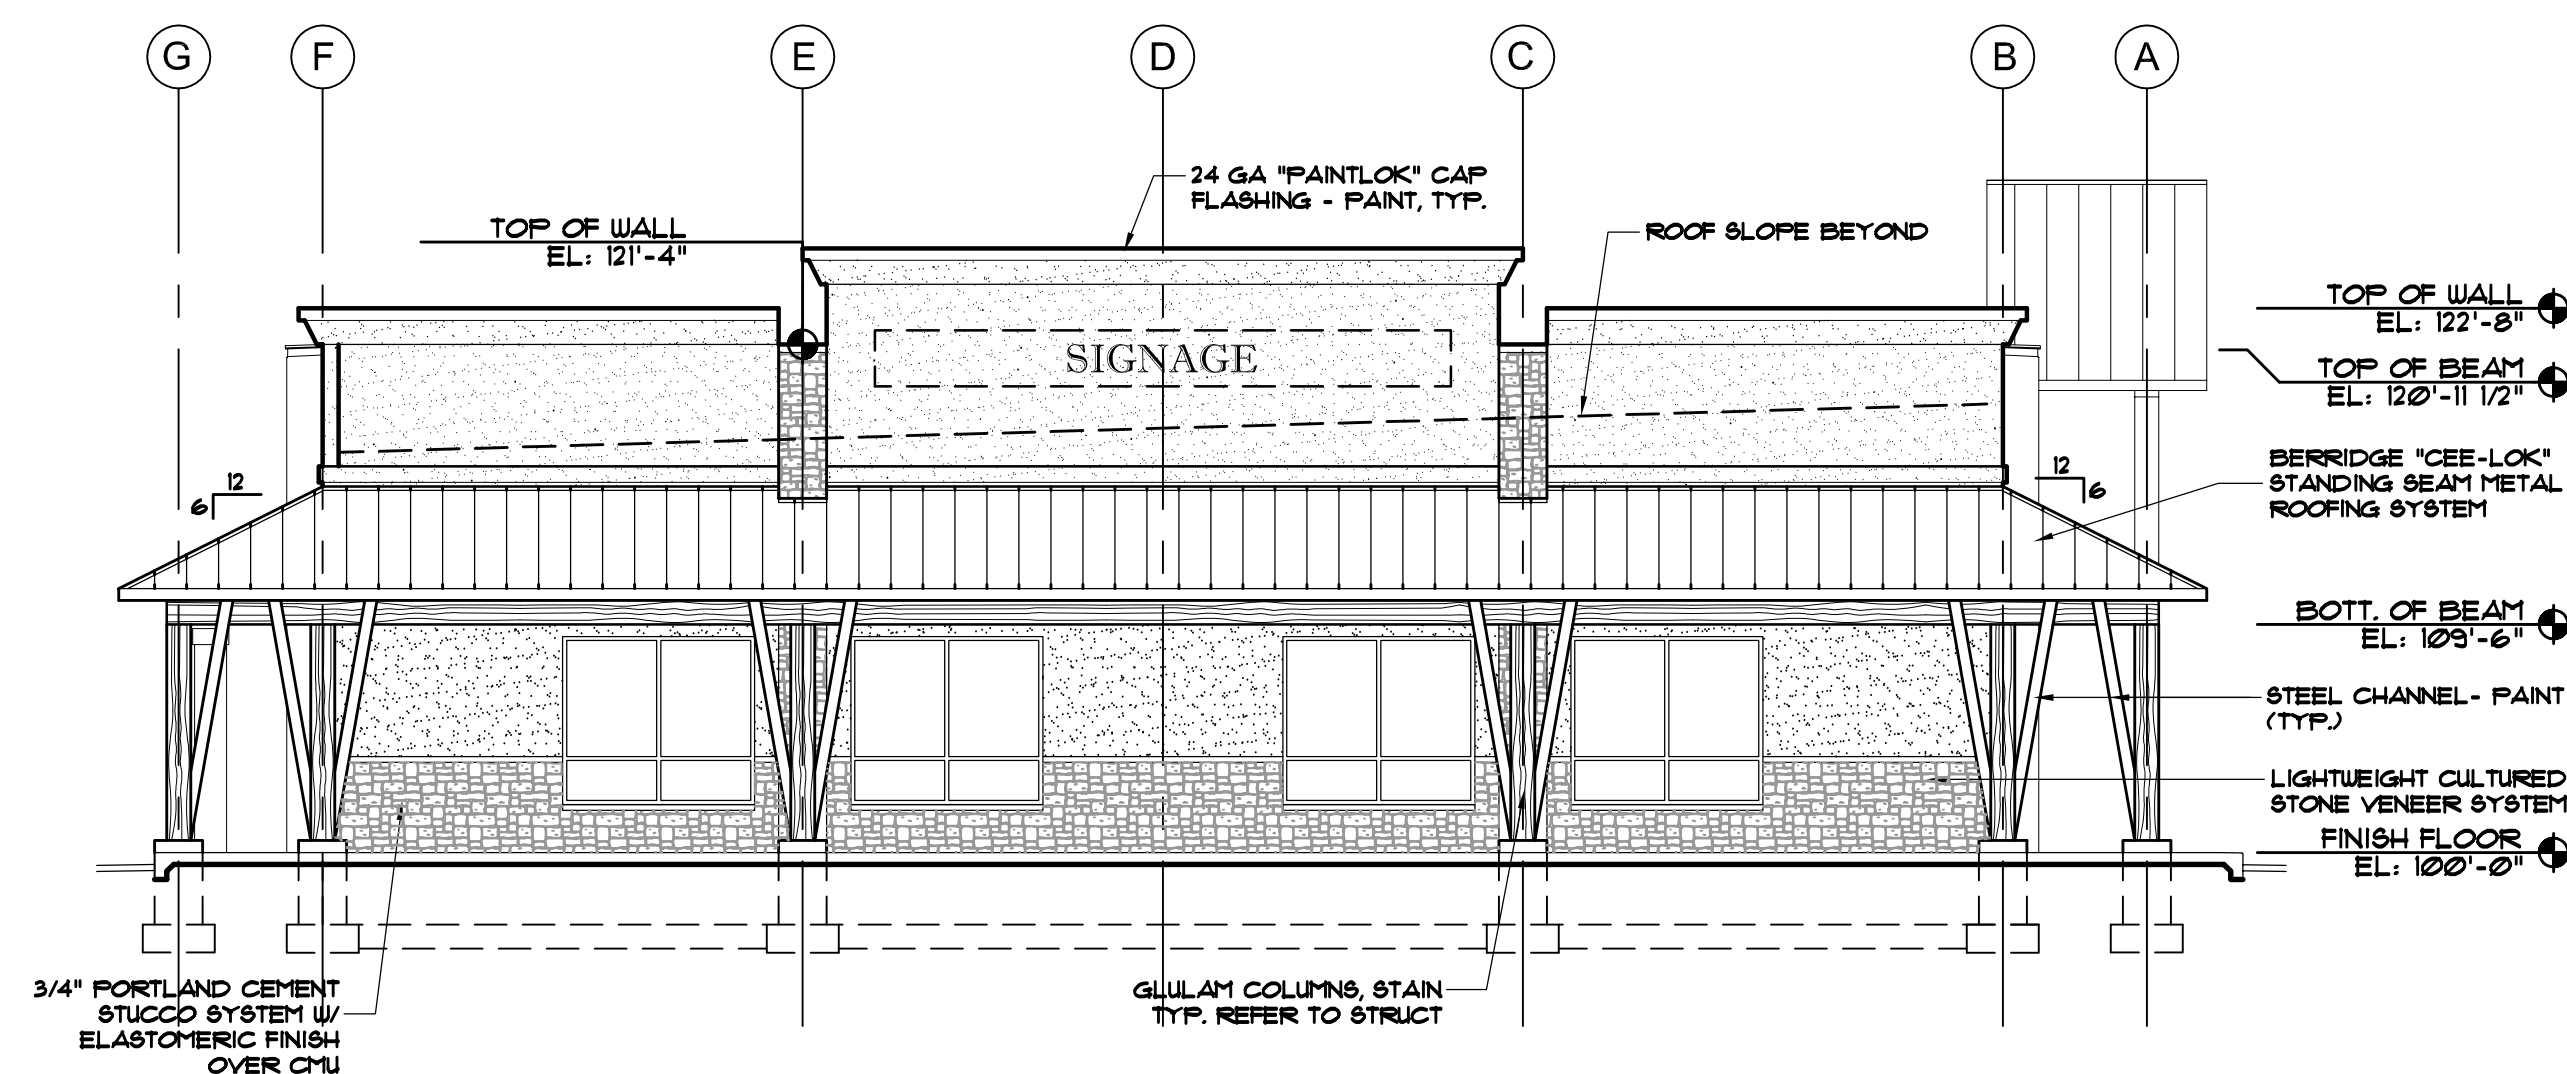 G F E D C B A
24 GA "PAINTLOK" CAP
FLASHING - PAINT, TYP.
TOP OF WALL
EL: 121'-4"
ROOF SLOPE BEYOND
TOP OF WALL
EL: 122'-8"
SIGNAGE
TOP OF BEAM
EL: 120'-11 1/2"
12
6
12
6
BERRIDGE "CEE-LOK"
STANDING SEAM METAL
ROOFING SYSTEM
BOTT. OF BEAM
EL: 109'-6"
STEEL CHANNEL- PAINT
(TYP.)
LIGHTWEIGHT CULTURED
STONE VENEER SYSTEM
FINISH FLOOR
EL: 100'-0"
3/4" PORTLAND CEMENT
STUCCO SYSTEM W/
ELASTOMERIC FINISH
OVER CMU
GLULAM COLUMNS, STAIN
TYP. REFER TO STRUCT